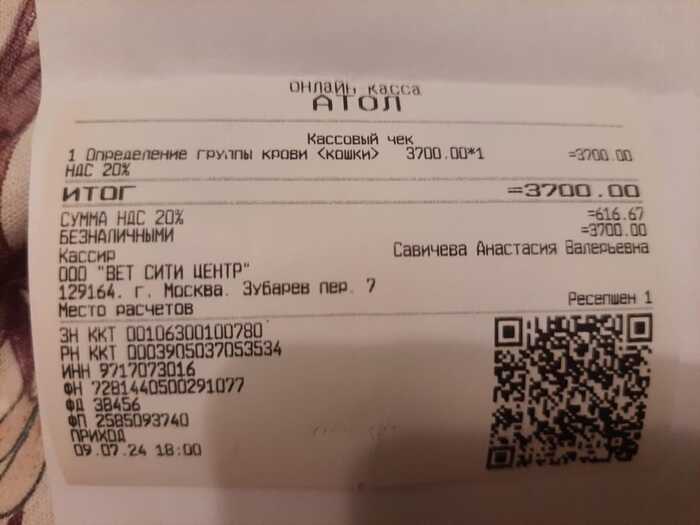 ОНЛАЙН КАССА
АТОЛ
Кассовый чек
1 Определение группы крови <кошки> 3700.00*1 =3700.00
НДС 20%
ИТОГ =3700.00
СУММА НДС 20% =616.67
БЕЗНАЛИЧНЫМИ =3700.00
Кассир Савичева Анастасия Валерьевна
ООО "ВЕТ СИТИ ЦЕНТР"
129164. г. Москва. Зубарев пер. 7
Место расчетов Ресепшен 1
ЗН ККТ 00106300100780
РН ККТ 0003905037053534
ИНН 9717073016
ФН 7281440500291077
ФД 38456
ФП 2585093740
ПРИХОД
09.07.24 18:00